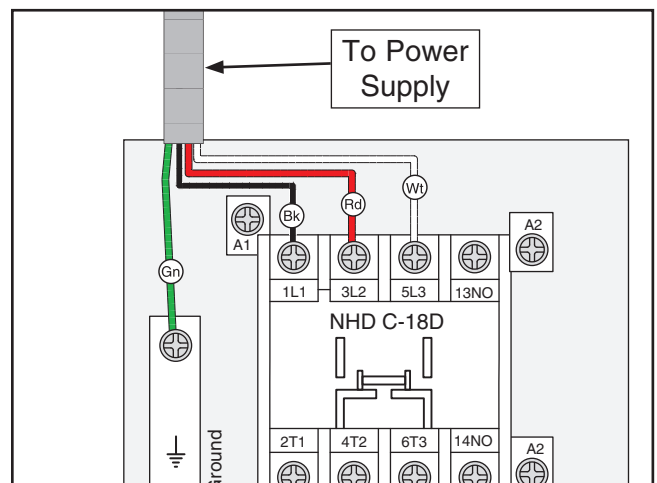 To Power
Supply
Wt
Rd
Bk
A1
A2
Gn
1L1
3L2
5L3
13NO
NHD C-18D
Ground
2T1
4T2
6T3
14NO
A2